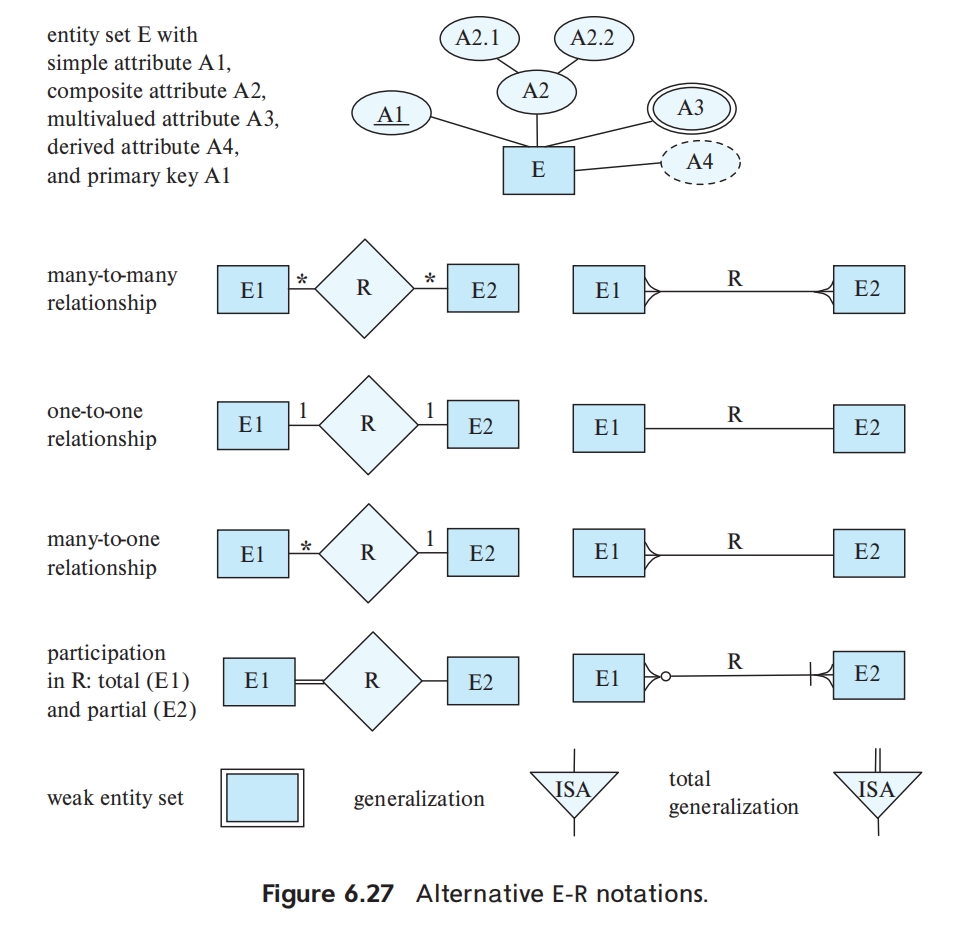 entity set E with
simple attribute A1,
composite attribute A2,
multivalued attribute A3,
derived attribute A4,
and primary key A1
A2.1 A2.2
A2
A1
A3
E
A4
many-to-many
relationship
E1 * R * E2
E1 R E2
one-to-one
relationship
E1 1 R 1 E2
E1 R E2
many-to-one
relationship
E1 * R 1 E2
E1 R E2
participation
in R: total (E1)
and partial (E2)
E1 R E2
E1 R E2
weak entity set
generalization
ISA
total
generalization
ISA
Figure 6.27 Alternative E-R notations.